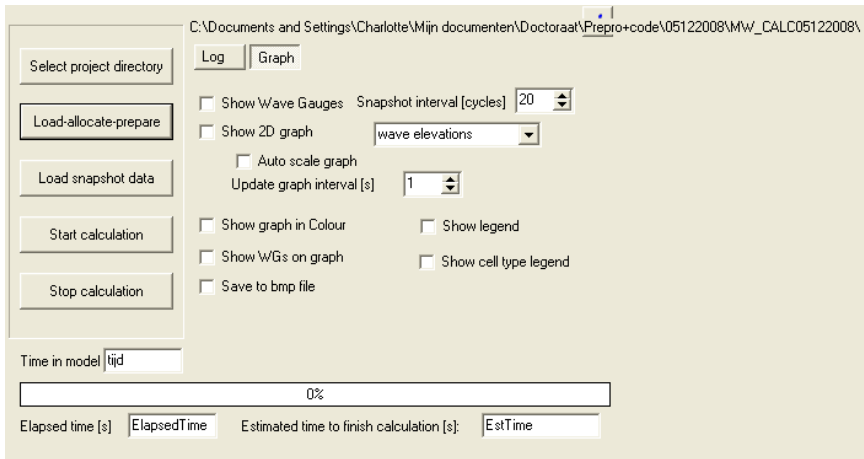 C:\Documents and Settings\Charlotte\Mijn documenten\Doctoraat\Prepro+code\05122008\MW_CALC05122008\
Select project directory
Load-allocate-prepare
Load snapshot data
Start calculation
Stop calculation
Log Graph
Show Wave Gauges Snapshot interval [cycles] 20
Show 2D graph wave elevations
Auto scale graph
Update graph interval [s] 1
Show graph in Colour Show legend
Show WGs on graph Show cell type legend
Save to bmp file
Time in model tijd
0%
Elapsed time [s] ElapsedTime Estimated time to finish calculation [s]: EstTime